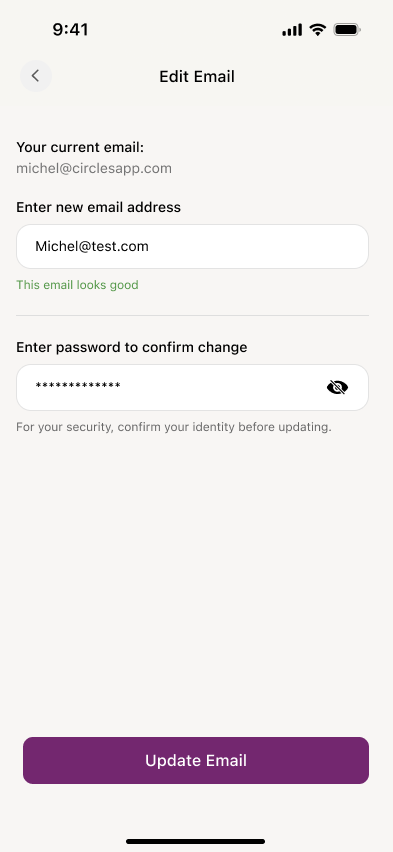 9:41
Edit Email
Your current email:
michel@circlesapp.com
Enter new email address
Michel@test.com
This email looks good
Enter password to confirm change
*************
For your security, confirm your identity before updating.
Update Email